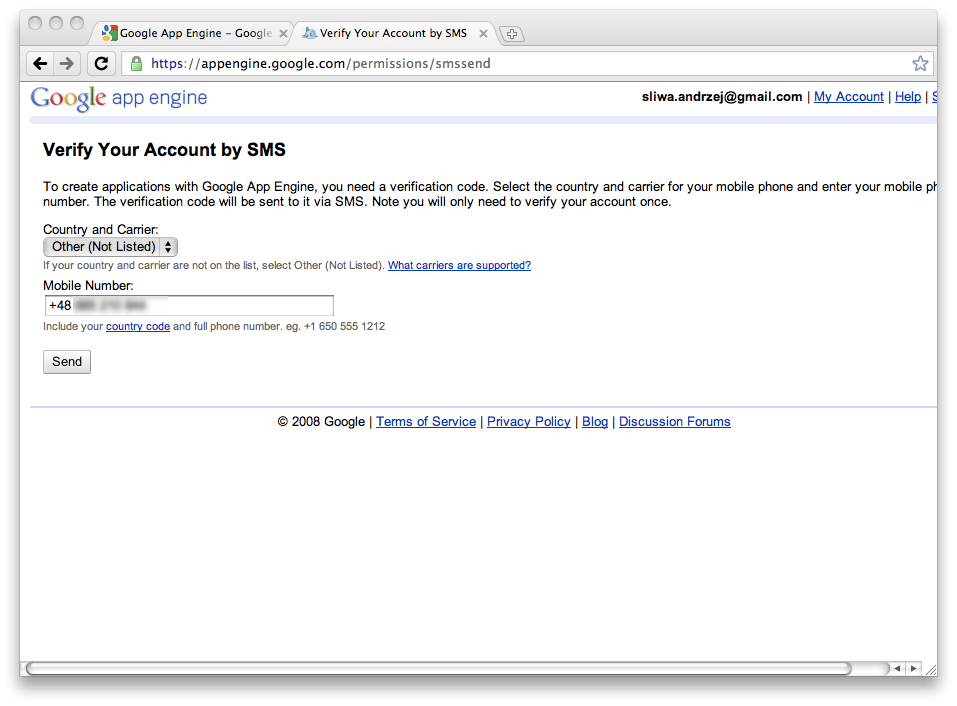 Google App Engine – Google
Verify Your Account by SMS
https://appengine.google.com/permissions/smssend
Google app engine
sliwa.andrzej@gmail.com | My Account | Help | S
Verify Your Account by SMS
To create applications with Google App Engine, you need a verification code. Select the country and carrier for your mobile phone and enter your mobile ph
number. The verification code will be sent to it via SMS. Note you will only need to verify your account once.
Country and Carrier:
Other (Not Listed)
If your country and carrier are not on the list, select Other (Not Listed). What carriers are supported?
Mobile Number:
+48
Include your country code and full phone number. eg. +1 650 555 1212
Send
© 2008 Google | Terms of Service | Privacy Policy | Blog | Discussion Forums